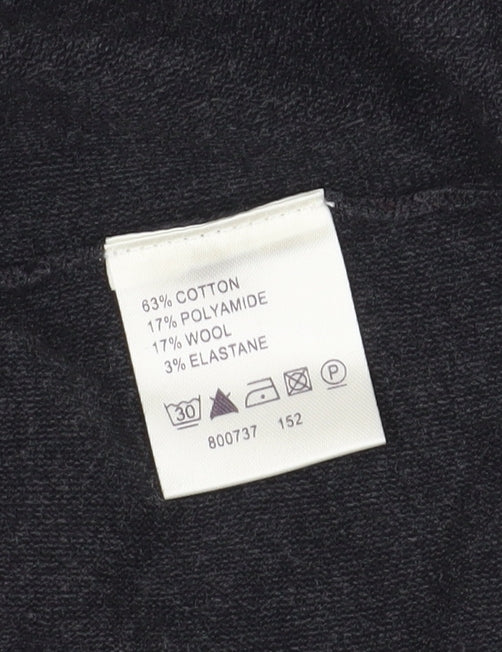 63% COTTON
17% POLYAMIDE
17% WOOL
3% ELASTANE
30 P
800737 152